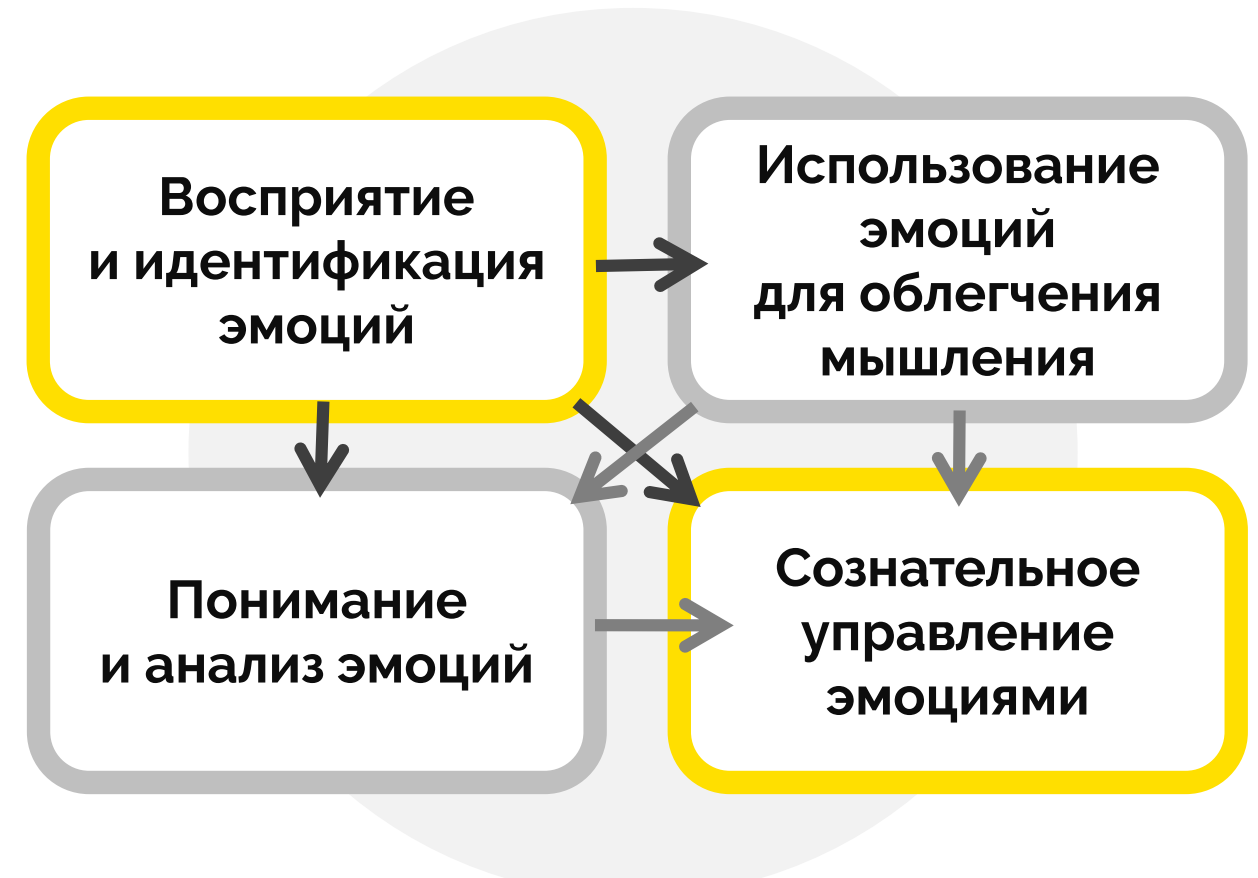 Восприятие
и идентификация
эмоций
Использование
эмоций
для облегчения
мышления
Понимание
и анализ эмоций
Сознательное
управление
эмоциями